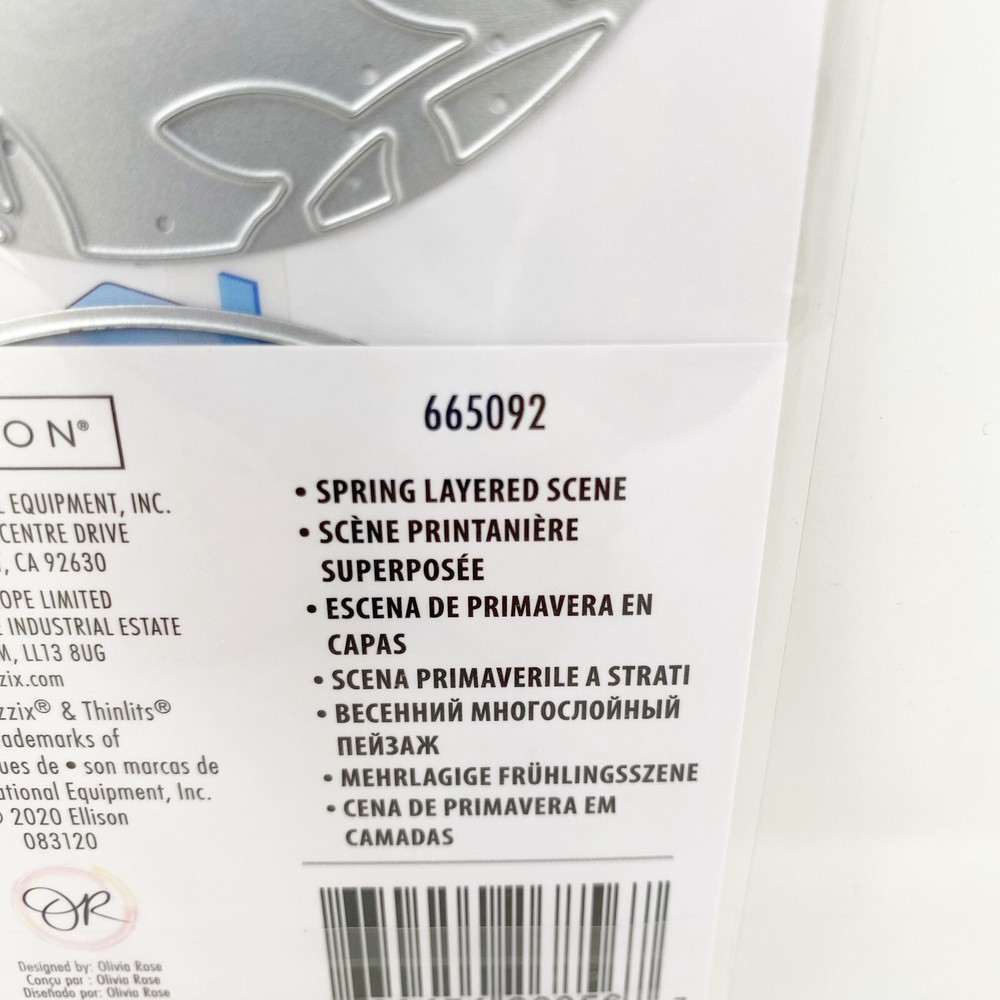 ON®
L EQUIPMENT, INC.
CENTRE DRIVE
, CA 92630
OPE LIMITED
E INDUSTRIAL ESTATE
M, LL13 8UG
zix.com
zzix® & Thinlits®
ademarks of
ues de • son marcas de
ational Equipment, Inc.
© 2020 Ellison
083120
OR
Designed by: Olivia Rose
Conçu par : Olivia Rose
Diseñado por: Olivia Rose
665092
• SPRING LAYERED SCENE
• SCÈNE PRINTANIÈRE
SUPERPOSÉE
• ESCENA DE PRIMAVERA EN
CAPAS
• SCENA PRIMAVERILE A STRATI
• ВЕСЕННИЙ МНОГОСЛОЙНЫЙ
ПЕЙЗАЖ
• MEHRLAGIGE FRÜHLINGSSZENE
• CENA DE PRIMAVERA EM
CAMADAS